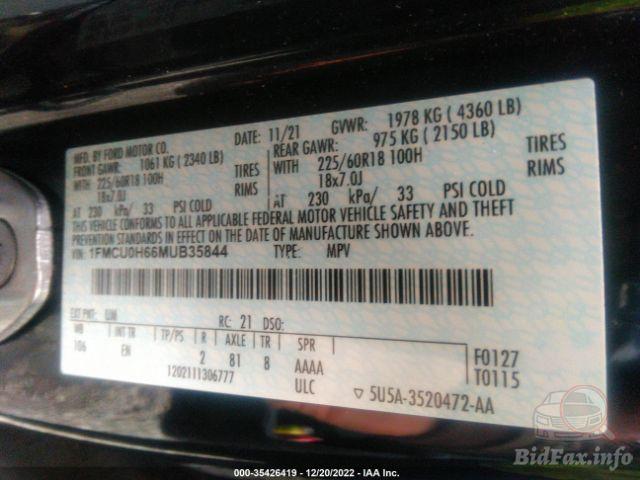 MFD. BY FORD MOTOR CO.
DATE: 11/21 GVWR: 1978 KG ( 4360 LB)
FRONT GAWR: 1061 KG ( 2340 LB) REAR GAWR: 975 KG ( 2150 LB)
WITH 225/60R18 100H TIRES WITH 225/60R18 100H TIRES
18x7.0J RIMS 18x7.0J RIMS
AT 230 kPa/ 33 PSI COLD AT 230 kPa/ 33 PSI COLD
THIS VEHICLE CONFORMS TO ALL APPLICABLE FEDERAL MOTOR VEHICLE SAFETY AND THEFT
PREVENTION STANDARDS IN EFFECT ON THE DATE OF MANUFACTURE SHOWN ABOVE.
VIN: 1FMCU0H66MUB35844 TYPE: MPV
EXT PNT: UM RC: 21 DSO:
WB INT TR TP/PS R AXLE TR SPR
106 EN 2 81 8 AAAA F0127
1202111306777 ULC T0115
5U5A-3520472-AA
BidFax.info
000-35426419 - 12/20/2022 - IAA Inc.